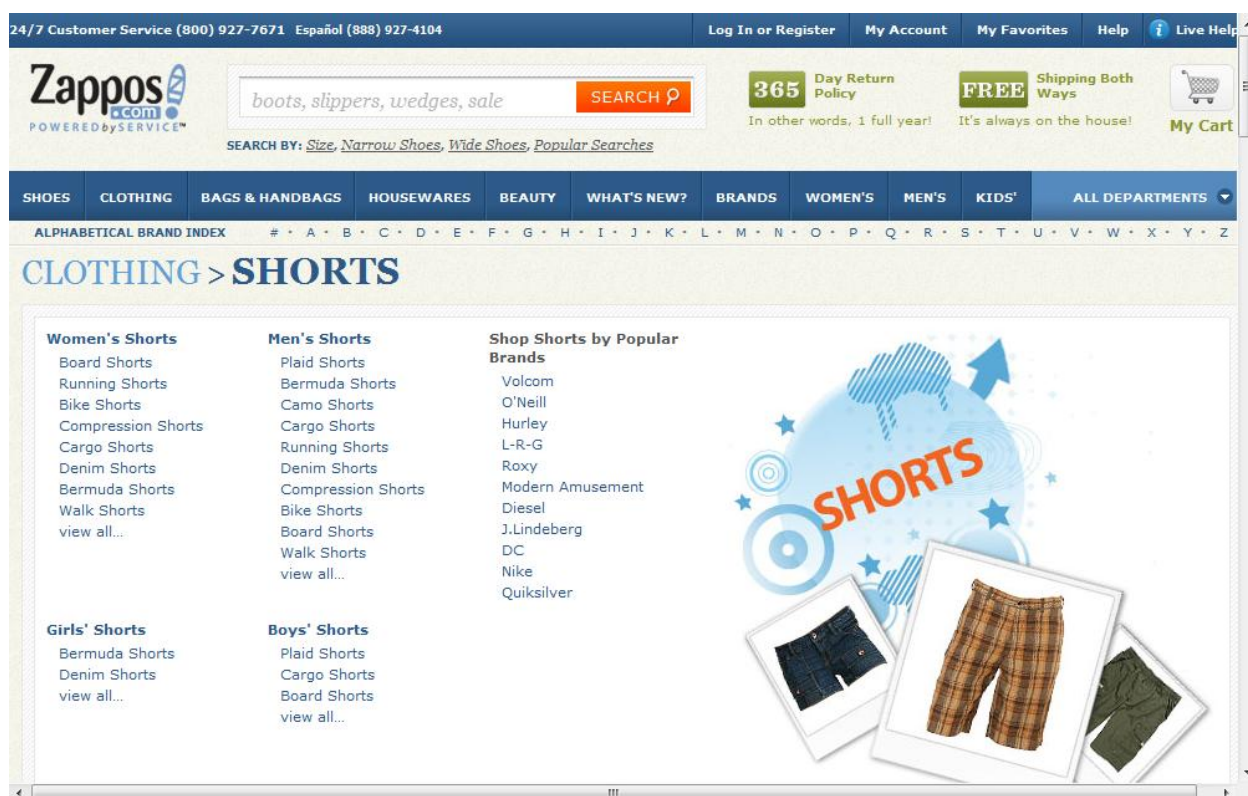 24/7 Customer Service (800) 927-7671 Español (888) 927-4104 Log In or Register My Account My Favorites Help i Live Help
Zappos
.com
POWERED by SERVICE™
boots, slippers, wedges, sale SEARCH
SEARCH BY: Size, Narrow Shoes, Wide Shoes, Popular Searches
365 Day Return Policy
In other words, 1 full year!
FREE Shipping Both Ways
It's always on the house!
My Cart
SHOES CLOTHING BAGS & HANDBAGS HOUSEWARES BEAUTY WHAT'S NEW? BRANDS WOMEN'S MEN'S KIDS' ALL DEPARTMENTS
ALPHABETICAL BRAND INDEX # • A • B • C • D • E • F • G • H • I • J • K • L • M • N • O • P • Q • R • S • T • U • V • W • X • Y • Z
CLOTHING > SHORTS
Women's Shorts
Board Shorts
Running Shorts
Bike Shorts
Compression Shorts
Cargo Shorts
Denim Shorts
Bermuda Shorts
Walk Shorts
view all...
Men's Shorts
Plaid Shorts
Bermuda Shorts
Camo Shorts
Cargo Shorts
Running Shorts
Denim Shorts
Compression Shorts
Bike Shorts
Board Shorts
Walk Shorts
view all...
Shop Shorts by Popular
Brands
Volcom
O'Neill
Hurley
L-R-G
Roxy
Modern Amusement
Diesel
J.Lindeberg
DC
Nike
Quiksilver
Girls' Shorts
Bermuda Shorts
Denim Shorts
view all...
Boys' Shorts
Plaid Shorts
Cargo Shorts
Board Shorts
view all...
SHORTS